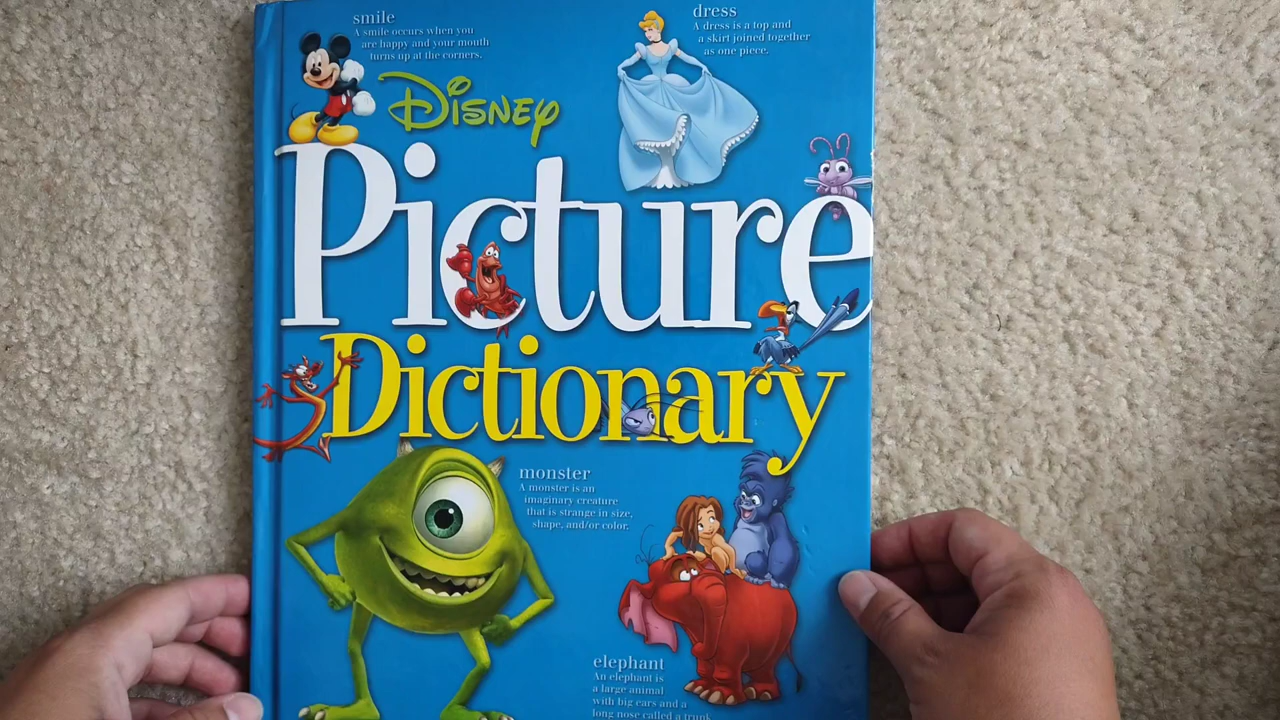 smile
A smile occurs when you
are happy and your mouth
turns up at the corners.
dress
A dress is a top and
a skirt joined together
as one piece.
Disney
Picture
Dictionary
monster
A monster is an
imaginary creature
that is strange in size,
shape, and/or color.
elephant
An elephant is
a large animal
with big ears and a
long nose called a trunk